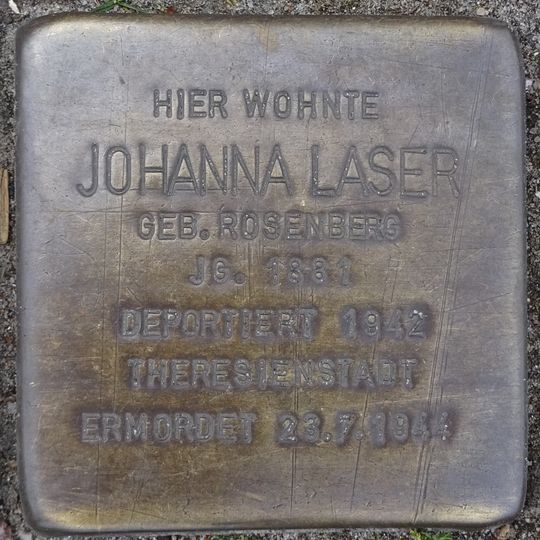 HIER WOHNTE
JOHANNA LASER
GEB. ROSENBERG
JG. 1881
DEPORTIERT 1942
THERESIENSTADT
ERMORDET 23.7.1944